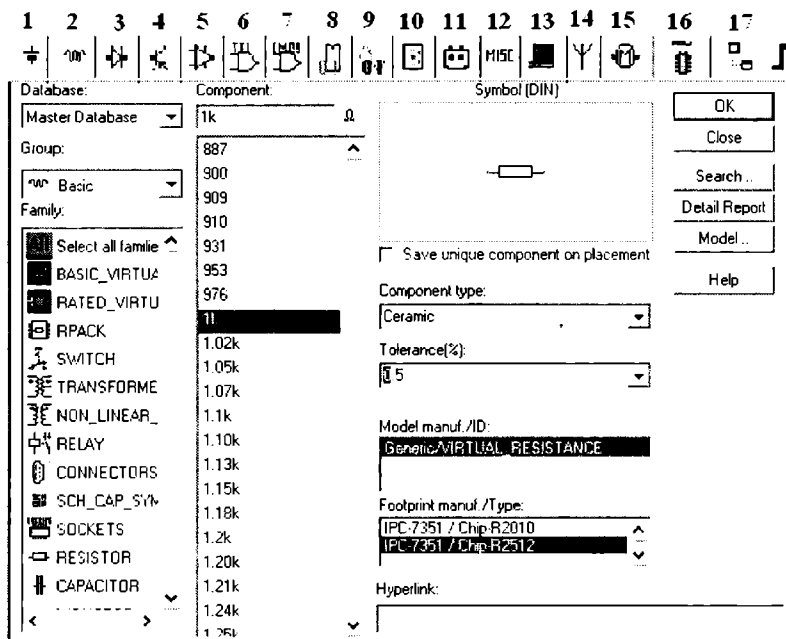 1 2 3 4 5 6 7 8 9 10 11 12 13 14 15 16 17
TTL CMOS MISC
Database:
Master Database
Group:
Basic
Family:
Select all familie
BASIC_VIRTUA
RATED_VIRTU
RPACK
SWITCH
TRANSFORME
NON_LINEAR_
RELAY
CONNECTORS
SCH_CAP_SYM
SOCKETS
RESISTOR
CAPACITOR
Component:
1k Ω
887
900
909
910
931
953
976
1.02k
1.05k
1.07k
1.1k
1.10k
1.13k
1.15k
1.18k
1.2k
1.20k
1.21k
1.24k
1.25k
Symbol (DIN)
Save unique component on placement
Component type:
Ceramic
Tolerance(%):
5
Model manuf./ID:
Generic/VIRTUAL_RESISTANCE
Footprint manuf./Type:
IPC-7351 / Chip-R2010
IPC-7351 / Chip-R2512
Hyperlink:
OK
Close
Search ..
Detail Report
Model ..
Help